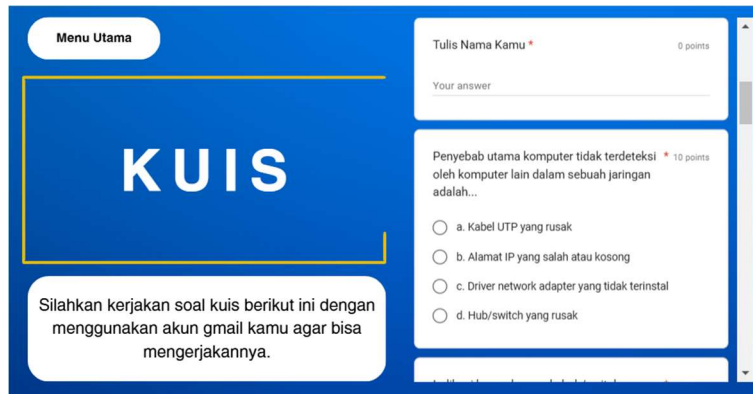 Menu Utama
KUIS
Silahkan kerjakan soal kuis berikut ini dengan
menggunakan akun gmail kamu agar bisa
mengerjakannya.
Tulis Nama Kamu * 0 points
Your answer
Penyebab utama komputer tidak terdeteksi * 10 points
oleh komputer lain dalam sebuah jaringan
adalah...
a. Kabel UTP yang rusak
b. Alamat IP yang salah atau kosong
c. Driver network adapter yang tidak terinstal
d. Hub/switch yang rusak